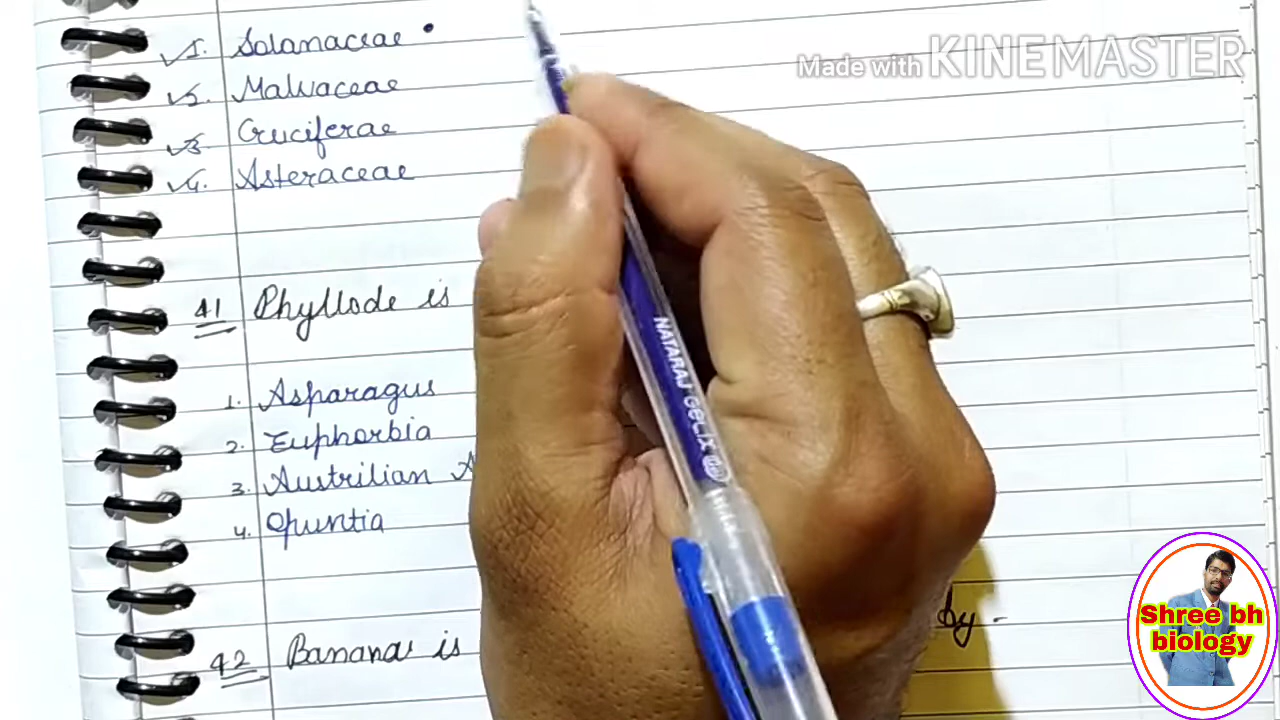 Made with KINEMASTER
1. Solanaceae
2. Malvaceae
3. Cruciferae
4. Asteraceae
41 Phyllode is
1. Asparagus
2. Euphorbia
3. Austrilian A
4. Opuntia
42 Banana is by -
NATARAJ GELIX
Shree bh
biology